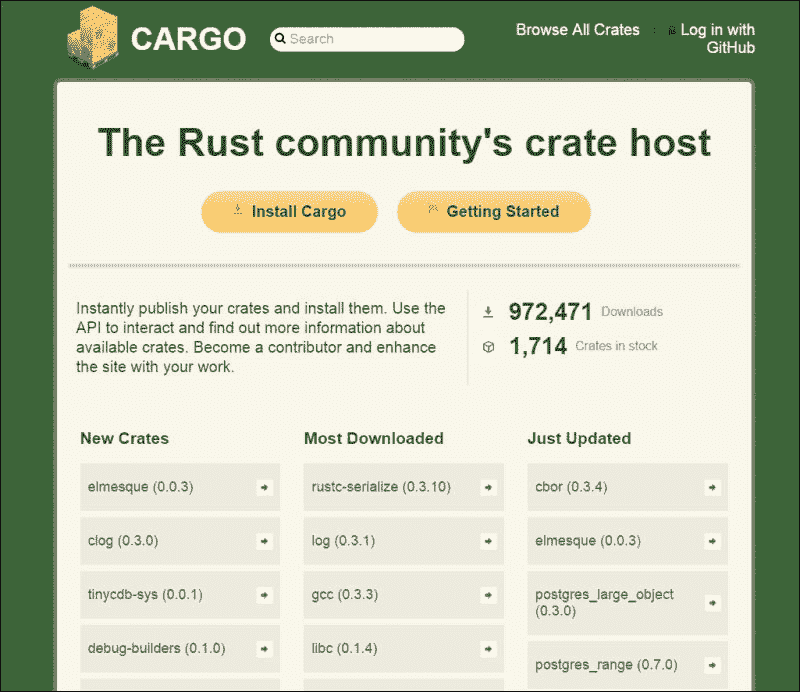 CARGO
Search
Browse All Crates
Log in with
GitHub
The Rust community's crate host
Install Cargo
Getting Started
Instantly publish your crates and install them. Use the
API to interact and find out more information about
available crates. Become a contributor and enhance
the site with your work.
972,471 Downloads
1,714 Crates in stock
New Crates
elmesque (0.0.3)
clog (0.3.0)
tinycdb-sys (0.0.1)
debug-builders (0.1.0)
Most Downloaded
rustc-serialize (0.3.10)
log (0.3.1)
gcc (0.3.3)
libc (0.1.4)
Just Updated
cbor (0.3.4)
elmesque (0.0.3)
postgres_large_object
(0.3.0)
postgres_range (0.7.0)